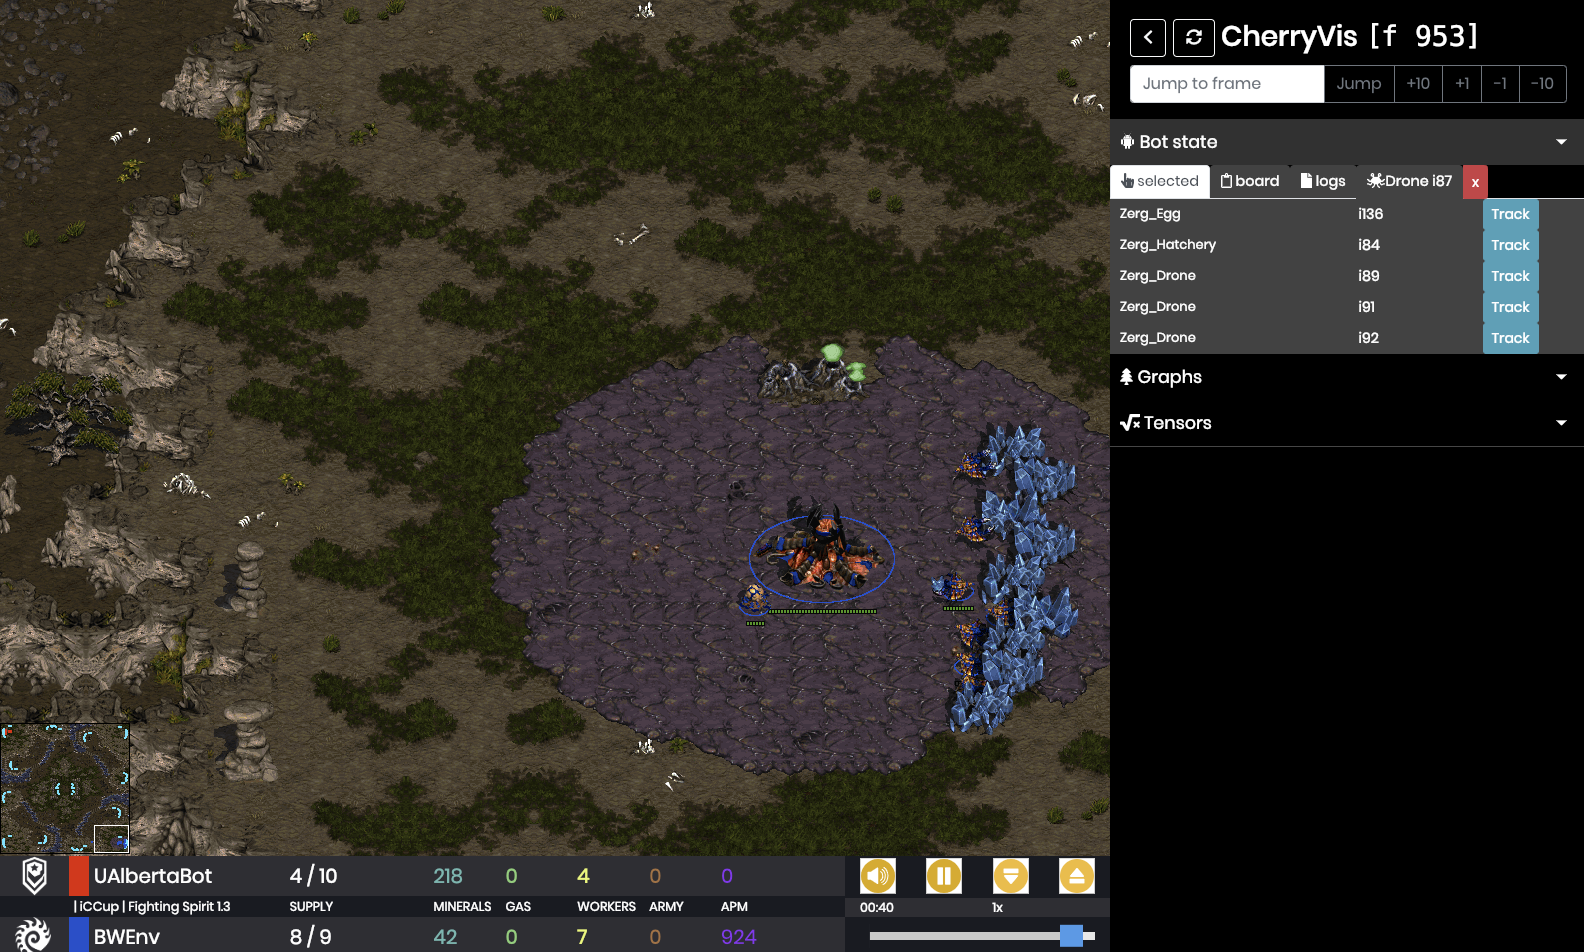 CherryVis [f 953]
Jump to frame Jump +10 +1 -1 -10
Bot state
selected board logs Drone i87 x
Zerg_Egg i136 Track
Zerg_Hatchery i84 Track
Zerg_Drone i89 Track
Zerg_Drone i91 Track
Zerg_Drone i92 Track
Graphs
Tensors
UAlbertaBot 4 / 10 218 0 4 0 0
| iCCup | Fighting Spirit 1.3 SUPPLY MINERALS GAS WORKERS ARMY APM 00:40 1x
BWEnv 8 / 9 42 0 7 0 924